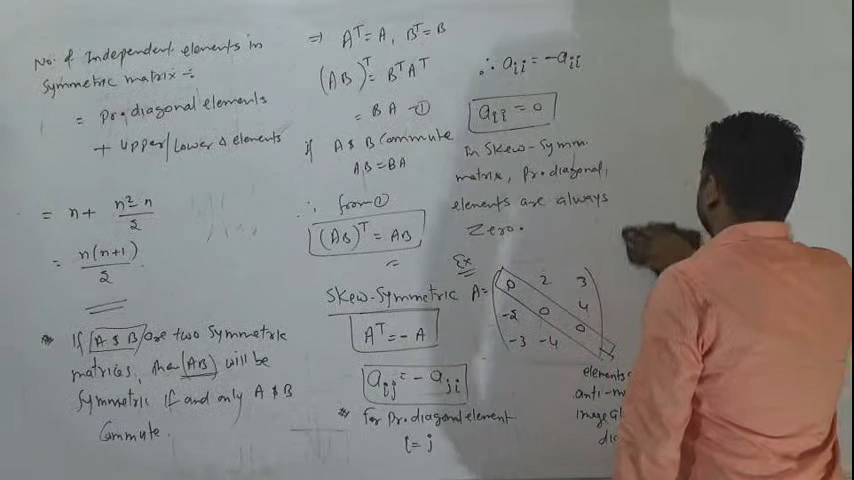 No. of Independent elements in
Symmetric matrix ÷
= Pr. diagonal elements
+ Upper/Lower Δ elements
= n + (n² - n)/2
= n(n+1)/2
* If A & B are two Symmetric
matrices, then (AB) will be
Symmetric if and only A & B
Commute.
⇒ Aᵀ = A, Bᵀ = B
(AB)ᵀ = BᵀAᵀ
= BA -①
if A & B Commute
AB = BA
∴ from ①
(AB)ᵀ = AB
Skew-Symmetric
Aᵀ = -A
aᵢⱼ = -aⱼᵢ
* For Pr. diagonal element
i = j
∴ aᵢᵢ = -aᵢᵢ
aᵢᵢ = 0
In Skew-Symm.
matrix, Pr. diagonal
elements are always
Zero.
Ex
A = 
0 2 3
-2 0 4
-3 -4 0
elements
anti-
image